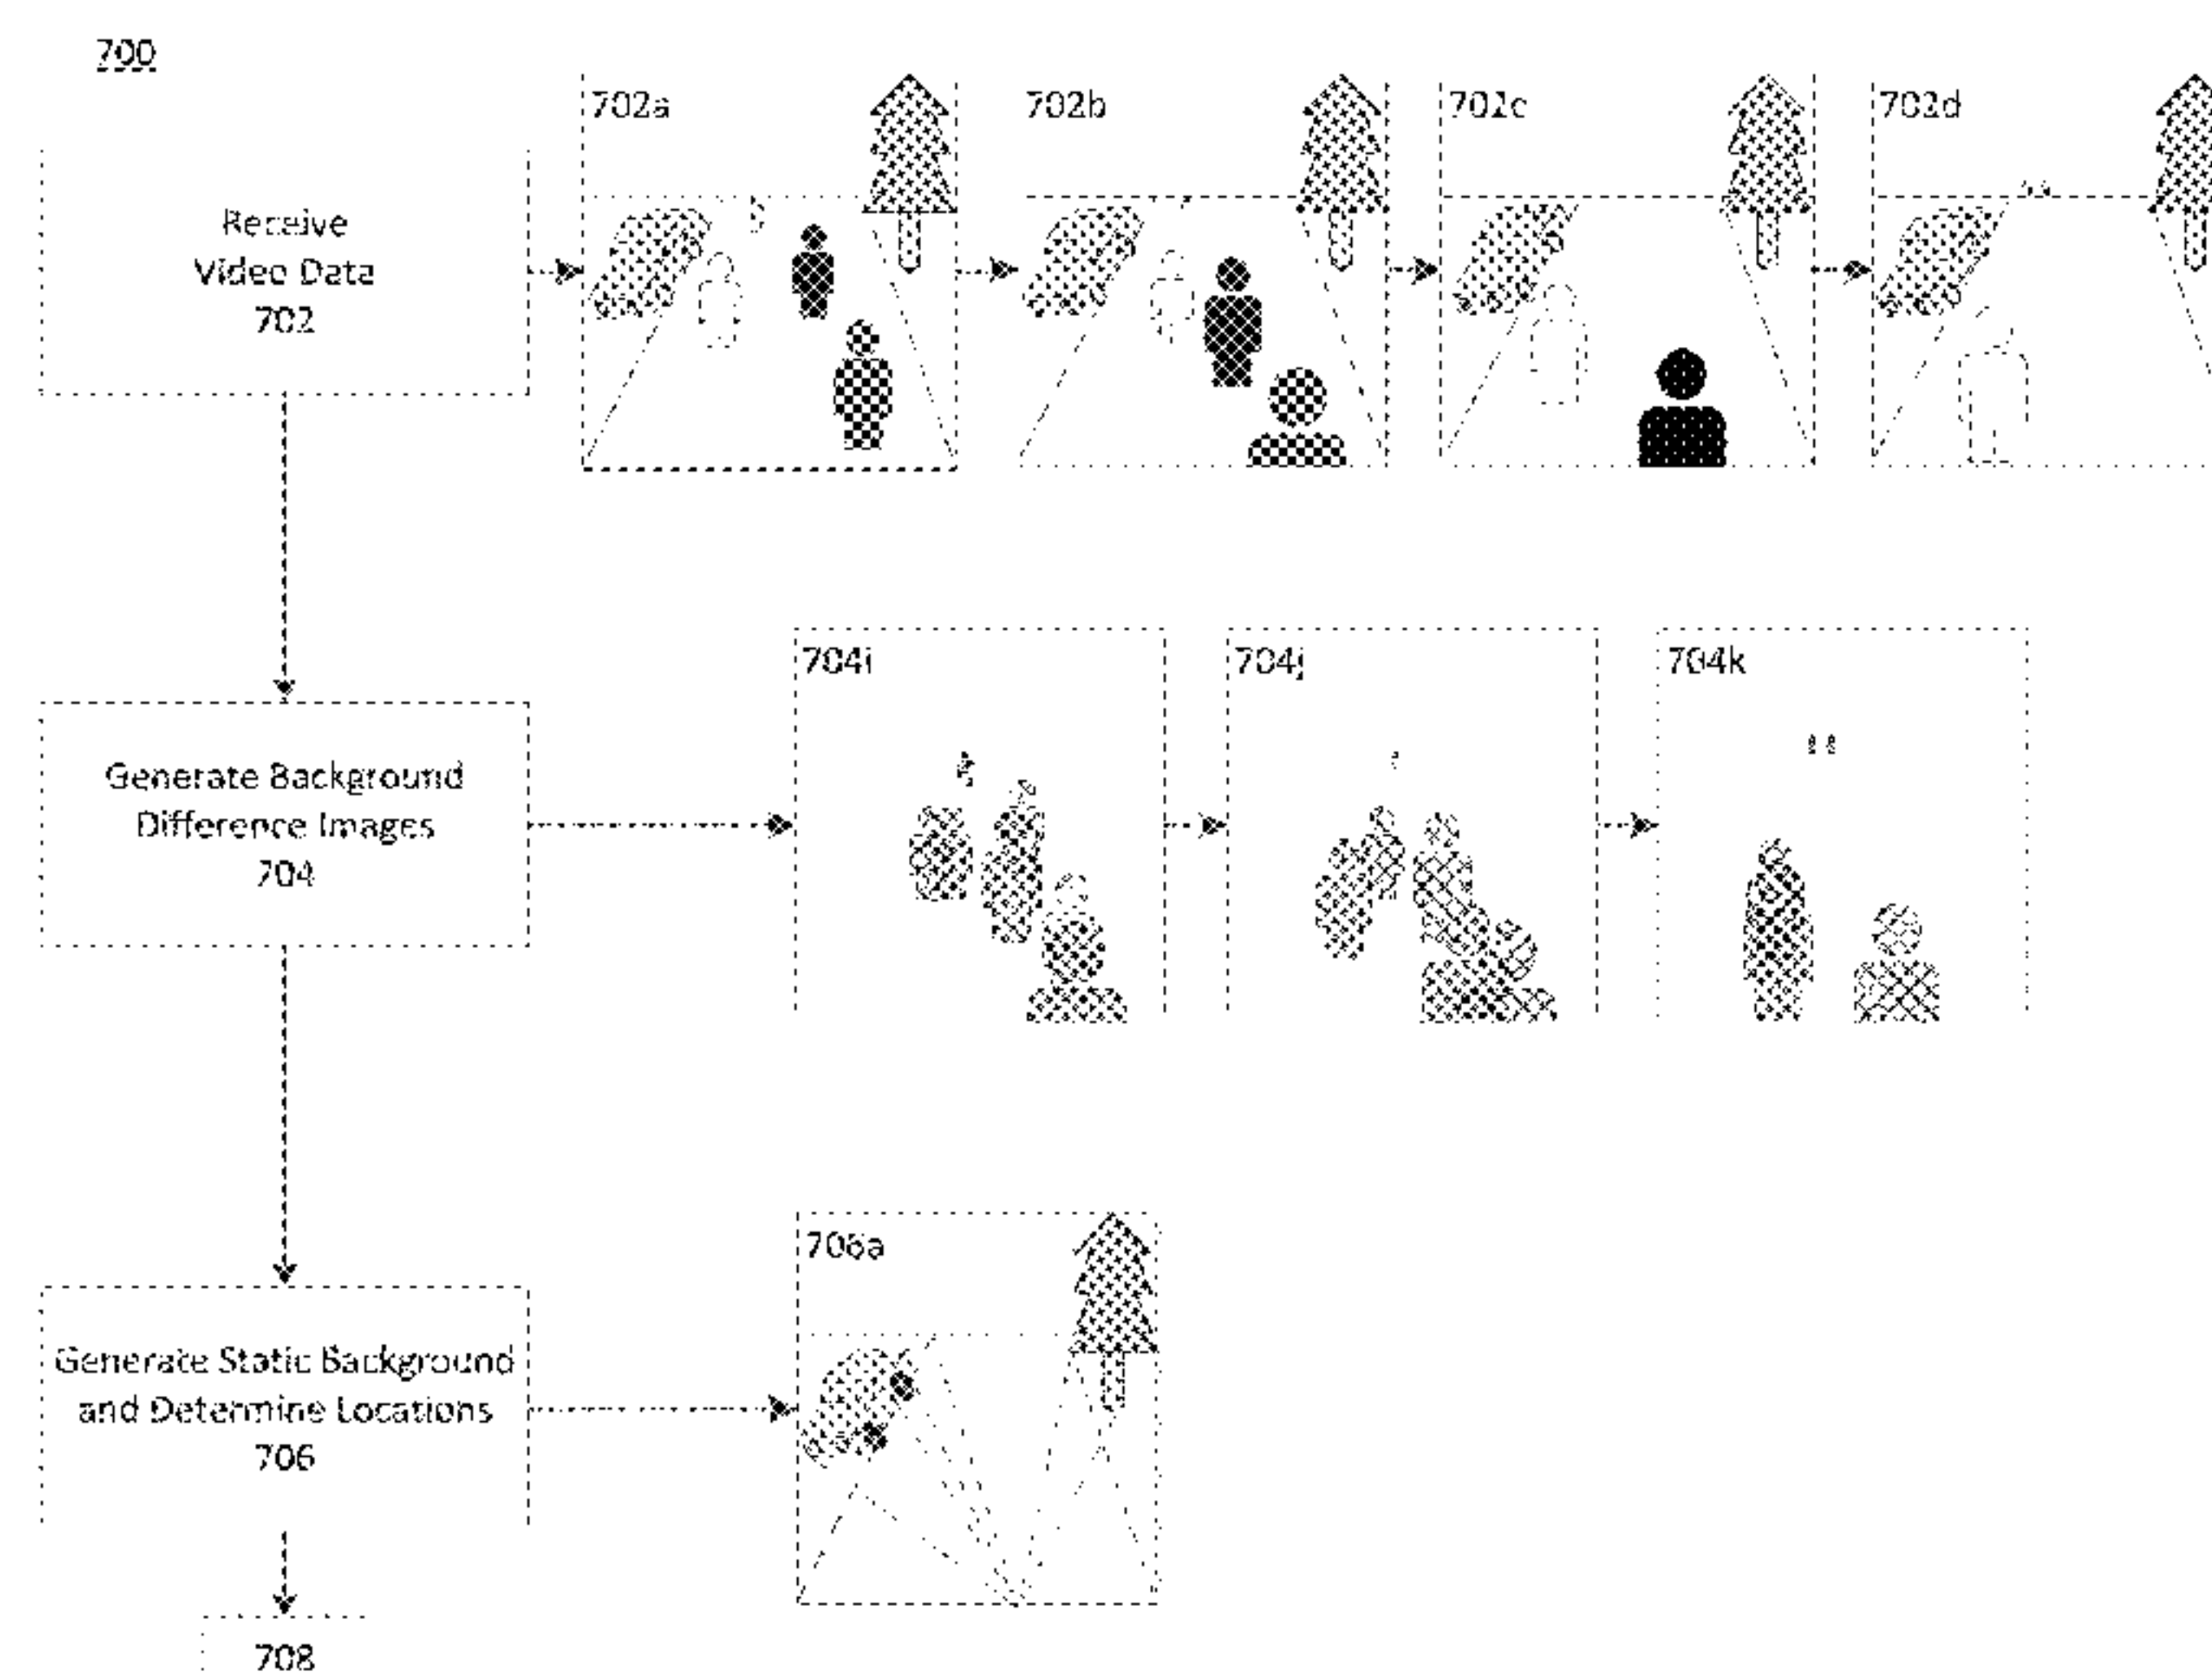 700
702a
702b
702c
702d
Receive
Video Data
702
704i
704j
704k
Generate Background
Difference Images
704
706a
Generate Static Background
and Determine Locations
706
708